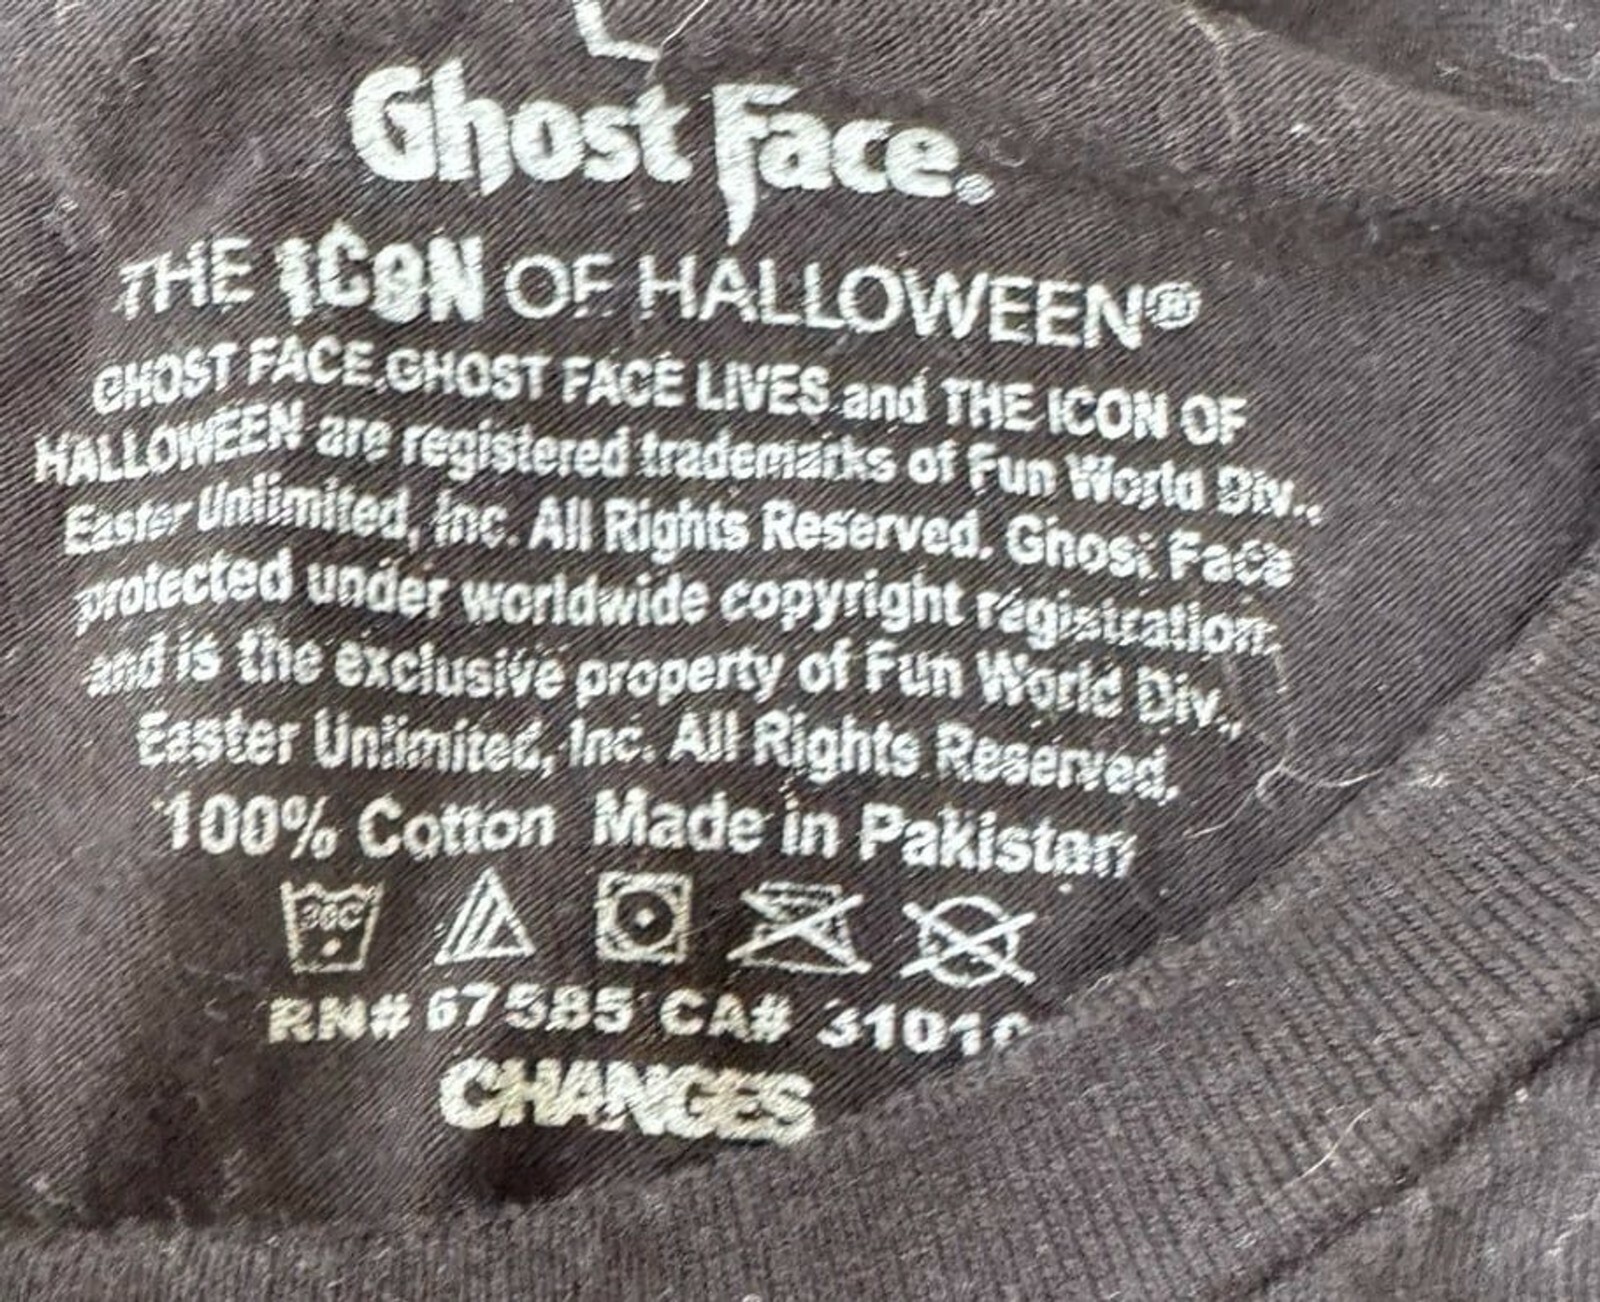 L
Ghost Face®
THE ICON OF HALLOWEEN®
GHOST FACE, GHOST FACE LIVES and THE ICON OF
HALLOWEEN are registered trademarks of Fun World Div.,
Easter Unlimited, Inc. All Rights Reserved. Ghost Face
protected under worldwide copyright registration.
and is the exclusive property of Fun World Div.,
Easter Unlimited, Inc. All Rights Reserved.
100% Cotton Made in Pakistan
30C
RN# 67585 CA#
CHANGES